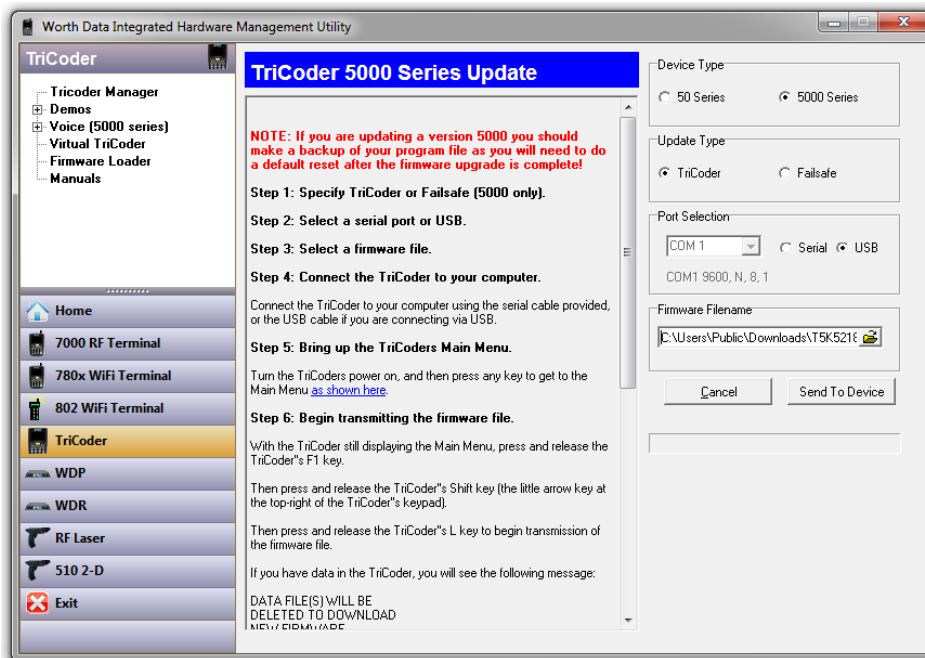 Worth Data Integrated Hardware Management Utility
TriCoder
Tricoder Manager
Demos
Voice (5000 series)
Virtual TriCoder
Firmware Loader
Manuals
Home
7000 RF Terminal
780x WiFi Terminal
802 WiFi Terminal
TriCoder
WDP
WDR
RF Laser
510 2-D
Exit
TriCoder 5000 Series Update
NOTE: If you are updating a version 5000 you should
make a backup of your program file as you will need to do
a default reset after the firmware upgrade is complete!
Step 1: Specify TriCoder or Failsafe (5000 only).
Step 2: Select a serial port or USB.
Step 3: Select a firmware file.
Step 4: Connect the TriCoder to your computer.
Connect the TriCoder to your computer using the serial cable provided,
or the USB cable if you are connecting via USB.
Step 5: Bring up the TriCoders Main Menu.
Turn the TriCoders power on, and then press any key to get to the
Main Menu as shown here.
Step 6: Begin transmitting the firmware file.
With the TriCoder still displaying the Main Menu, press and release the
TriCoder"s F1 key.
Then press and release the TriCoder"s Shift key (the little arrow key at
the top-right of the TriCoder"s keypad).
Then press and release the TriCoder"s L key to begin transmission of
the firmware file.
If you have data in the TriCoder, you will see the following message:
DATA FILE(S) WILL BE
DELETED TO DOWNLOAD
NEW FIRMWARE
Device Type
50 Series
5000 Series
Update Type
TriCoder
Failsafe
Port Selection
COM 1
Serial
USB
COM1 9600, N, 8, 1
Firmware Filename
C:\Users\Public\Downloads\T5K5218
Cancel
Send To Device